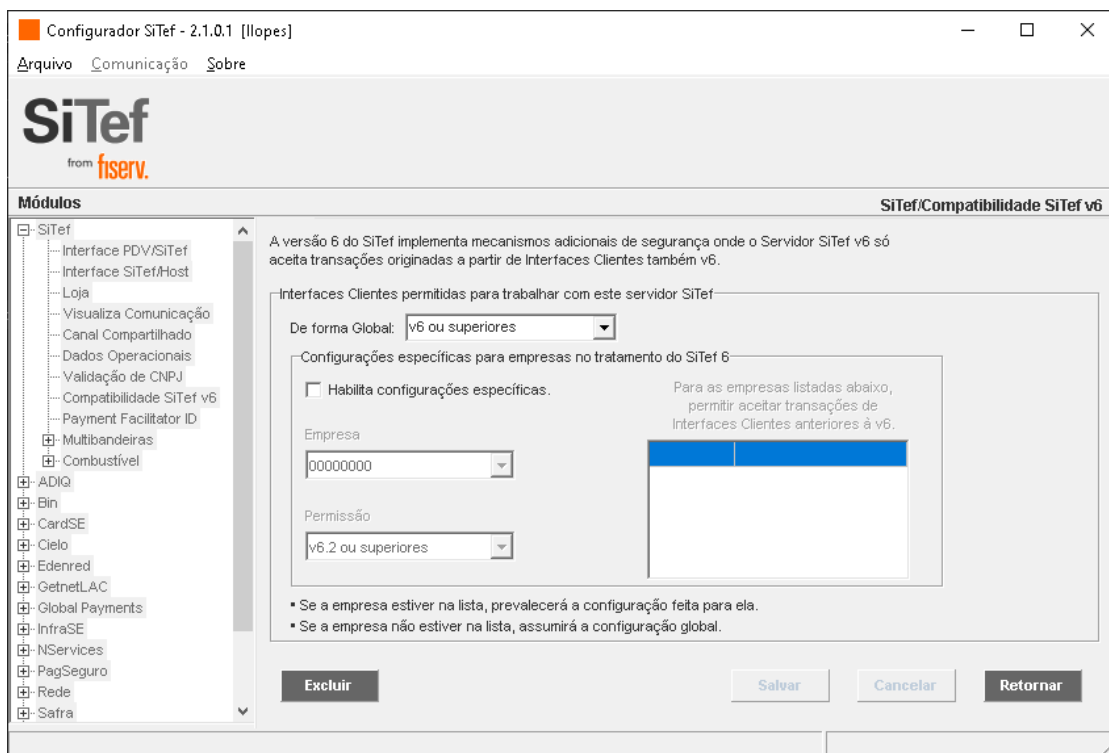 Configurador SiTef - 2.1.0.1 [llopes]
Arquivo Comunicação Sobre
SiTef
from fiserv.
Módulos
SiTef/Compatibilidade SiTef v6
SiTef
Interface PDV/SiTef
Interface SiTef/Host
Loja
Visualiza Comunicação
Canal Compartilhado
Dados Operacionais
Validação de CNPJ
Compatibilidade SiTef v6
Payment Facilitator ID
Multibandeiras
Combustível
ADIQ
Bin
CardSE
Cielo
Edenred
GetnetLAC
Global Payments
InfraSE
NServices
PagSeguro
Rede
Safra
A versão 6 do SiTef implementa mecanismos adicionais de segurança onde o Servidor SiTef v6 só
aceita transações originadas a partir de Interfaces Clientes também v6.
Interfaces Clientes permitidas para trabalhar com este servidor SiTef
De forma Global: v6 ou superiores
Configurações específicas para empresas no tratamento do SiTef 6
Habilita configurações específicas.
Empresa
00000000
Permissão
v6.2 ou superiores
Para as empresas listadas abaixo,
permitir aceitar transações de
Interfaces Clientes anteriores à v6.
▪ Se a empresa estiver na lista, prevalecerá a configuração feita para ela.
▪ Se a empresa não estiver na lista, assumirá a configuração global.
Excluir Salvar Cancelar Retornar